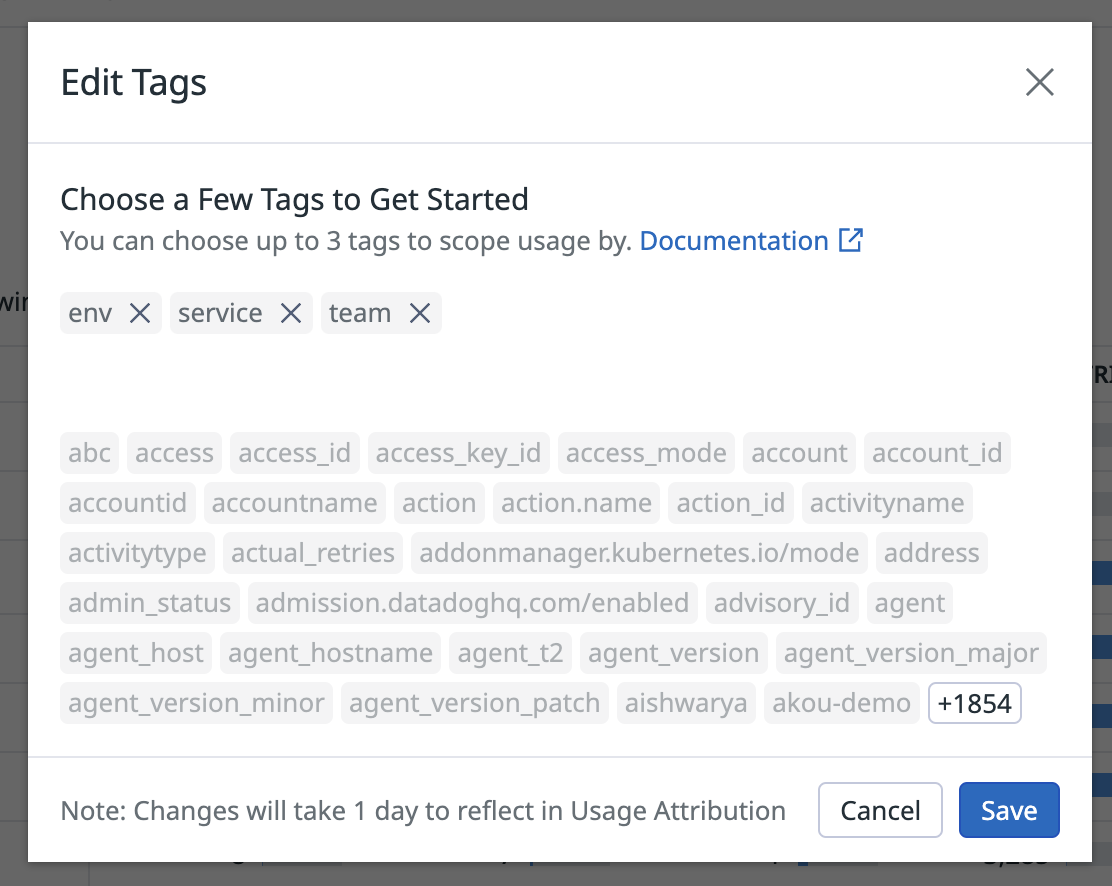 Edit Tags
Choose a Few Tags to Get Started
You can choose up to 3 tags to scope usage by. Documentation
env service team
abc access access_id access_key_id access_mode account account_id
accountid accountname action action.name action_id activityname
activitytype actual_retries addonmanager.kubernetes.io/mode address
admin_status admission.datadoghq.com/enabled advisory_id agent
agent_host agent_hostname agent_t2 agent_version agent_version_major
agent_version_minor agent_version_patch aishwarya akou-demo +1854
Note: Changes will take 1 day to reflect in Usage Attribution Cancel Save